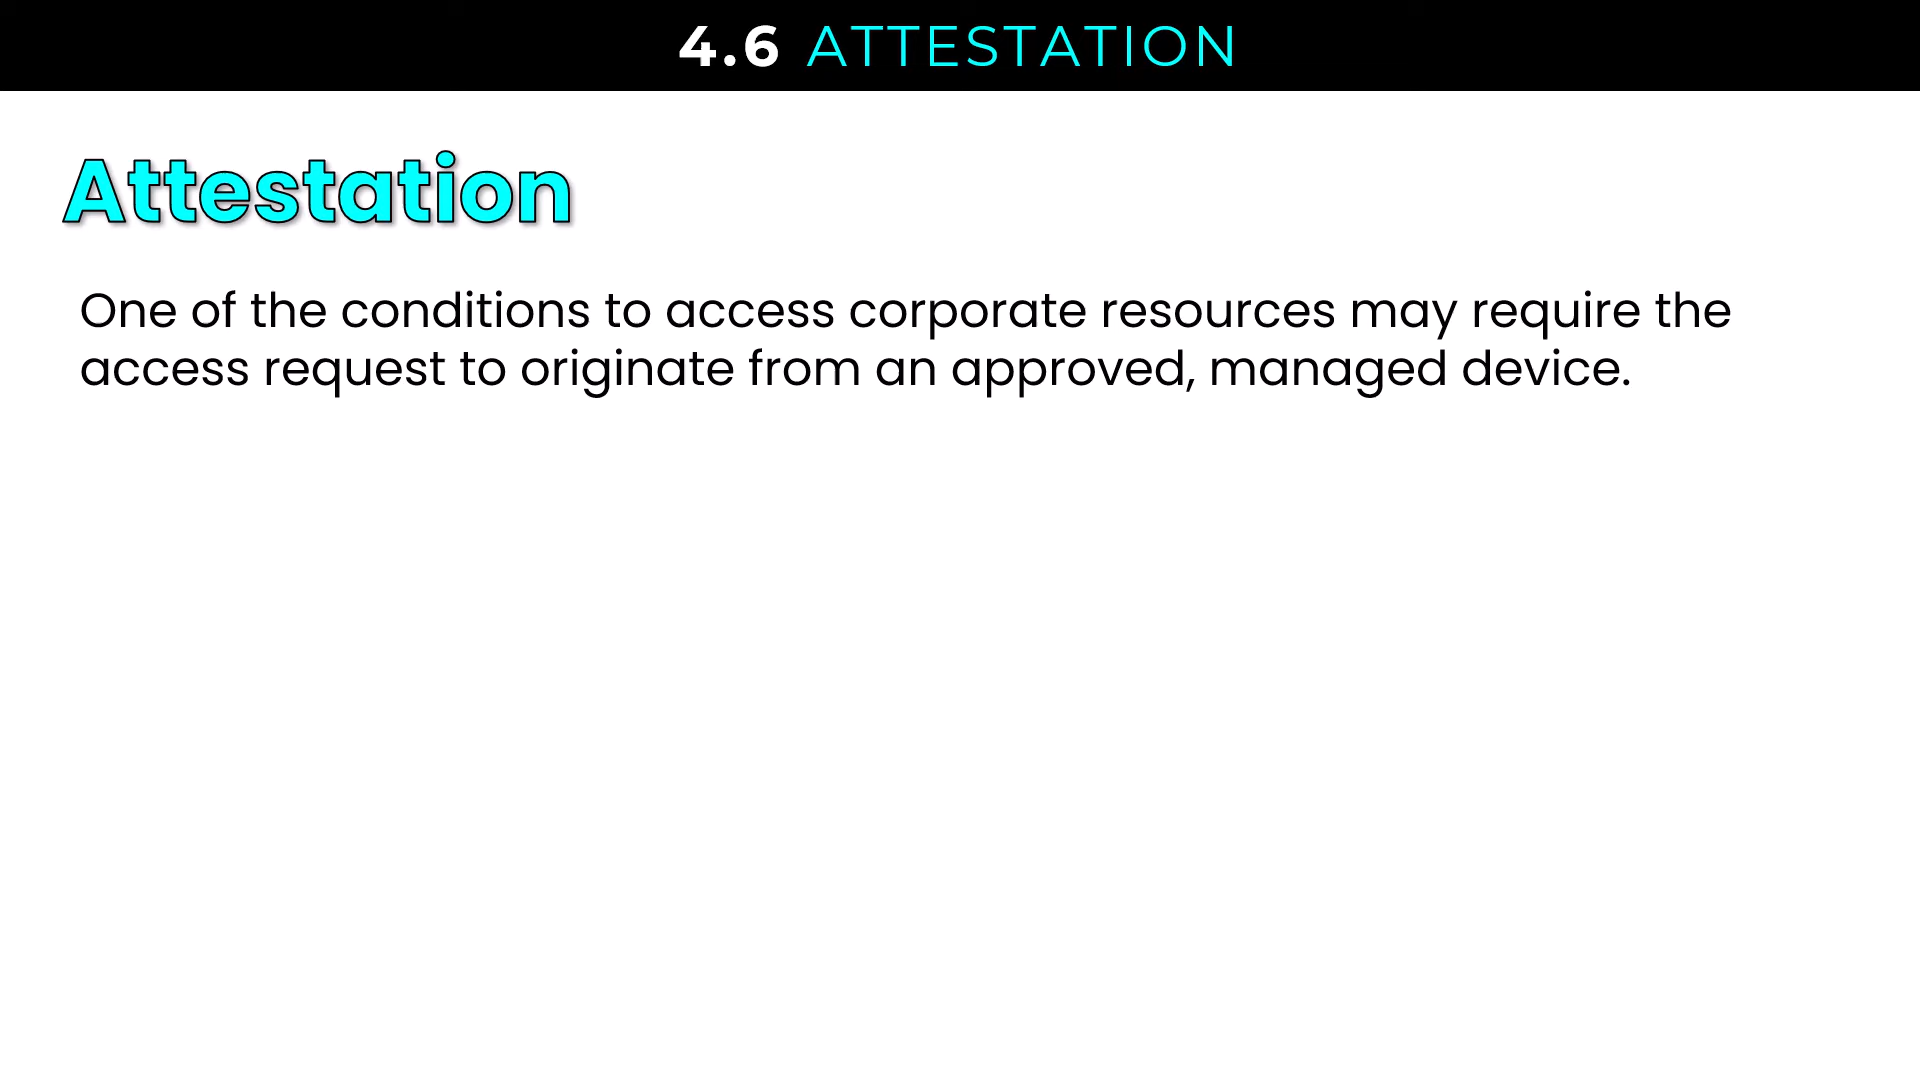 4.6 ATTESTATION
Attestation
One of the conditions to access corporate resources may require the
access request to originate from an approved, managed device.